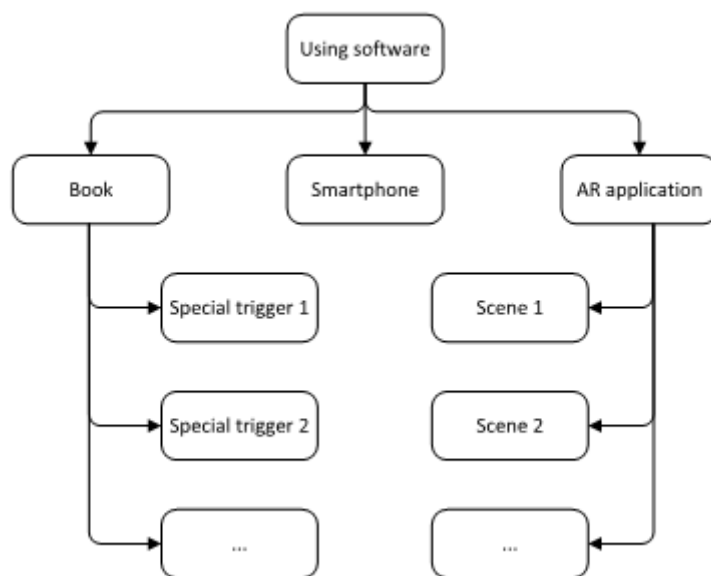 Using software
Book
Smartphone
AR application
Special trigger 1
Scene 1
Special trigger 2
Scene 2
...
...